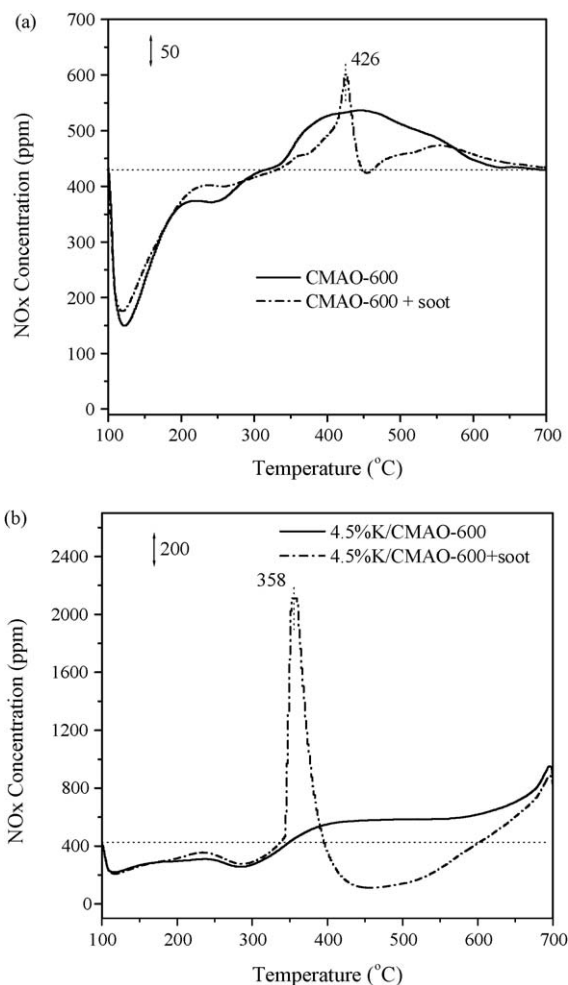 (a)
50
426
700
600
500
400
300
200
100
0
NOx Concentration (ppm)
CMAO-600
CMAO-600 + soot
100 200 300 400 500 600 700
Temperature (°C)
(b)
200
358
4.5%K/CMAO-600
4.5%K/CMAO-600+soot
2400
2000
1600
1200
800
400
0
NOx Concentration (ppm)
100 200 300 400 500 600 700
Temperature (°C)